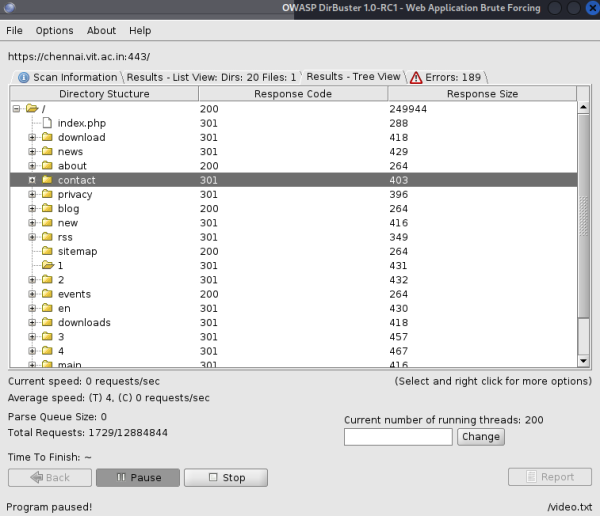 OWASP DirBuster 1.0-RC1 - Web Application Brute Forcing
File Options About Help
https://chennai.vit.ac.in:443/
Scan Information Results - List View: Dirs: 20 Files: 1 Results - Tree View Errors: 189
Directory Stucture Response Code Response Size
/ 200 249944
index.php 301 288
download 301 418
news 301 429
about 200 264
contact 301 403
privacy 301 396
blog 200 264
new 301 416
rss 301 349
sitemap 200 264
1 301 431
2 301 432
events 200 264
en 301 430
downloads 301 418
3 301 457
4 301 467
main 301 416
Current speed: 0 requests/sec (Select and right click for more options)
Average speed: (T) 4, (C) 0 requests/sec
Parse Queue Size: 0 Current number of running threads: 200
Total Requests: 1729/12884844 Change
Time To Finish: ~
Back Pause Stop Report
Program paused! /video.txt